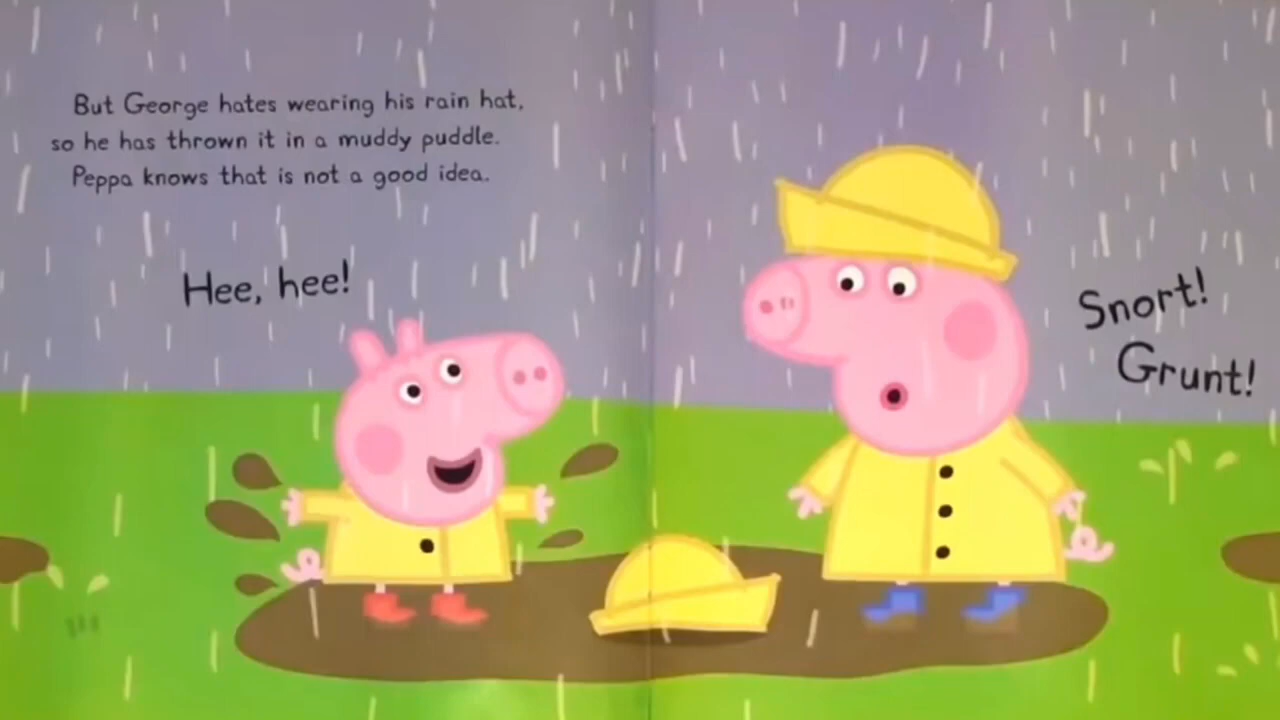 But George hates wearing his rain hat,
so he has thrown it in a muddy puddle.
Peppa knows that is not a good idea.
Hee, hee!
Snort!
Grunt!